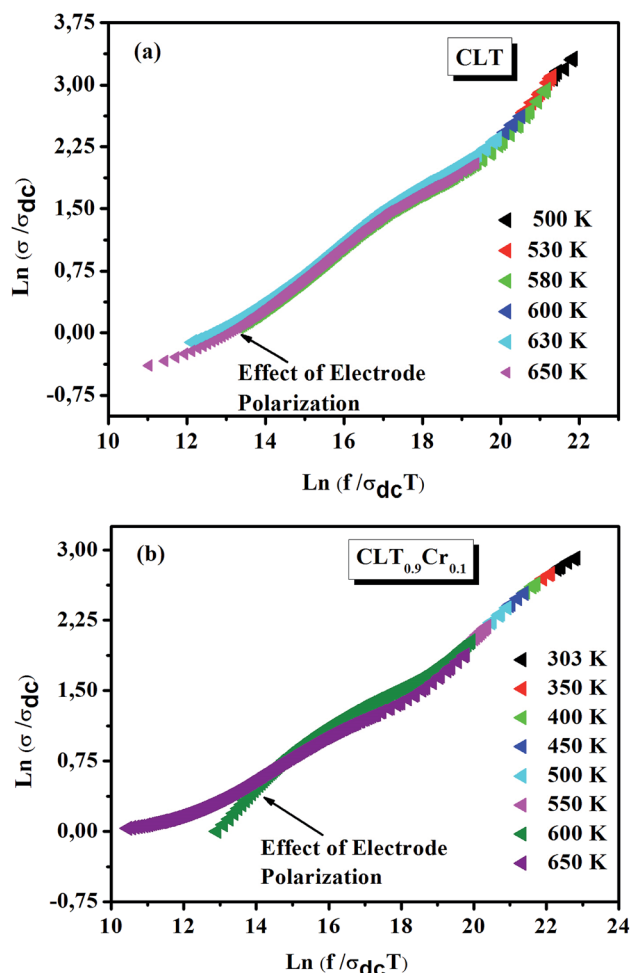 (a)
CLT
3,75
3,00
2,25
1,50
0,75
0,00
-0,75
Ln (σ/σdc)
500 K
530 K
580 K
600 K
630 K
650 K
Effect of Electrode
Polarization
10 12 14 16 18 20 22
Ln (f/σdcT)
(b)
CLT0.9Cr0.1
3,00
2,25
1,50
0,75
0,00
-0,75
Ln (σ/σdc)
303 K
350 K
400 K
450 K
500 K
550 K
600 K
650 K
Effect of Electrode
Polarization
10 12 14 16 18 20 22 24
Ln (f/σdcT)